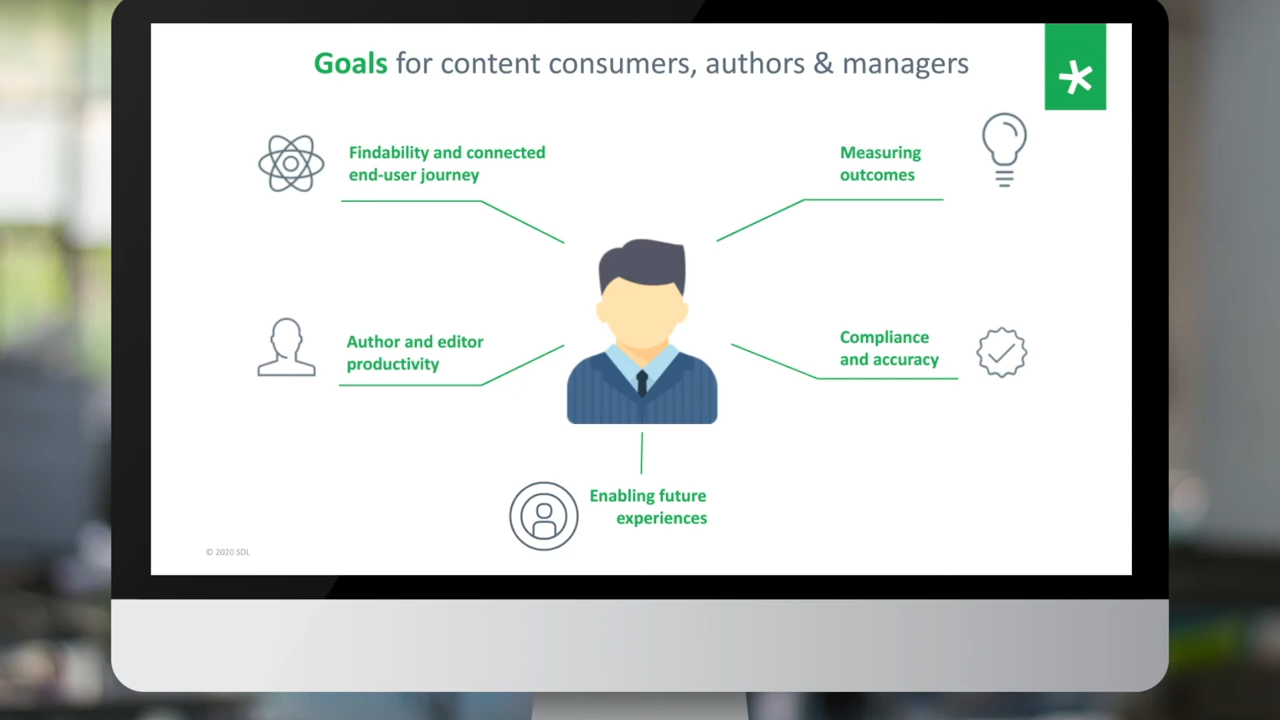 Goals for content consumers, authors & managers
Findability and connected
end-user journey
Measuring
outcomes
Author and editor
productivity
Compliance
and accuracy
Enabling future
experiences
© 2020 SDL